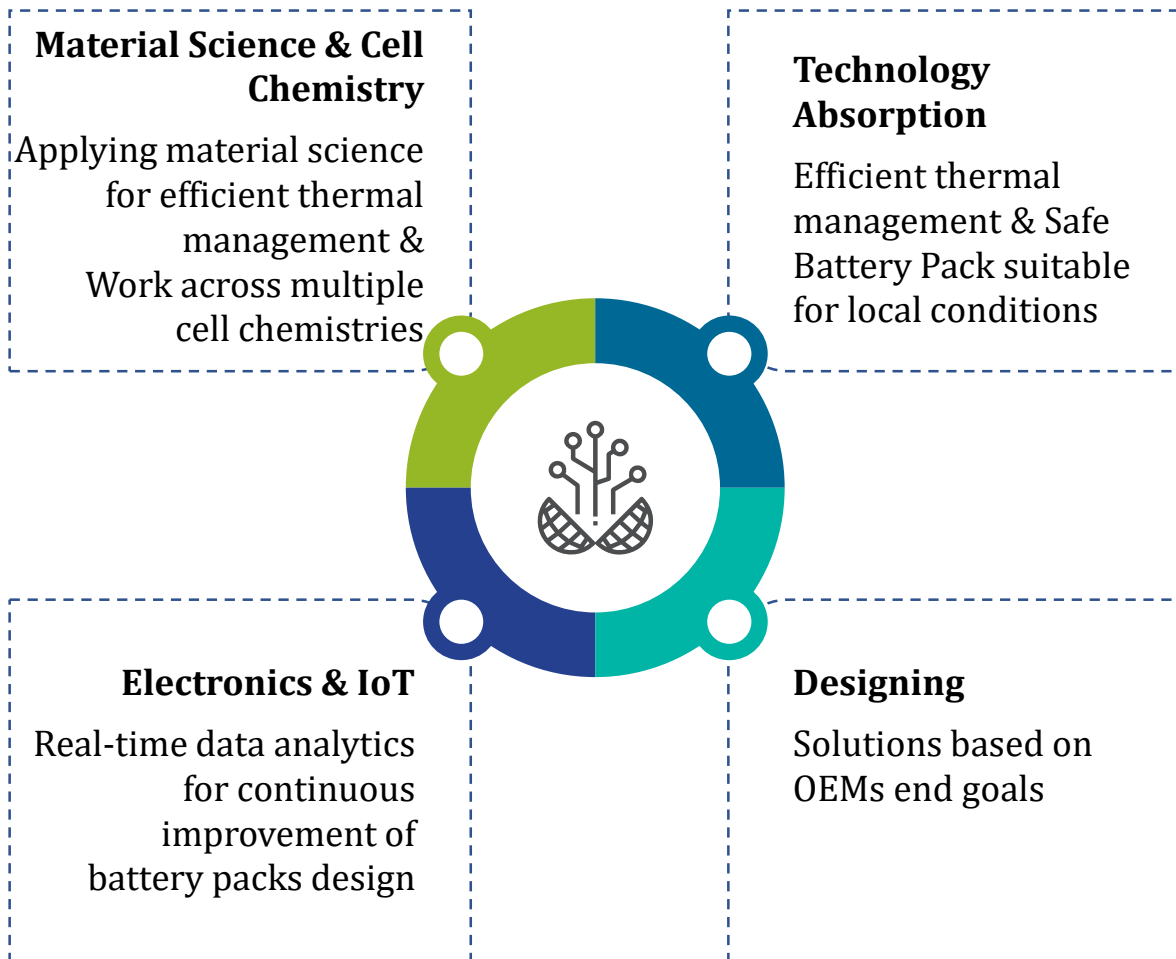 Material Science & Cell
Chemistry
Applying material science
for efficient thermal
management &
Work across multiple
cell chemistries
Technology
Absorption
Efficient thermal
management & Safe
Battery Pack suitable
for local conditions
Electronics & IoT
Real-time data analytics
for continuous
improvement of
battery packs design
Designing
Solutions based on
OEMs end goals